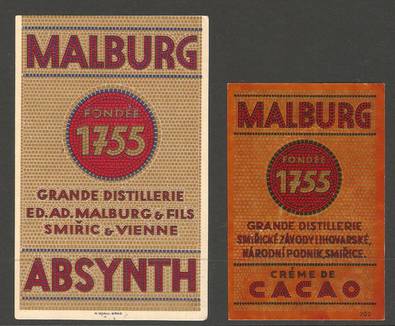 MALBURG
FONDÉE
1755
GRANDE DISTILLERIE
ED. AD. MALBURG & FILS
SMIŘIC & VIENNE
ABSYNTH
MALBURG
FONDÉE
1755
GRANDE DISTILLERIE
SMIŘICKÉ ZÁVODY LIHOVARSKÉ,
NÁRODNÍ PODNIK, SMIŘICE.
CRÉME DE
CACAO